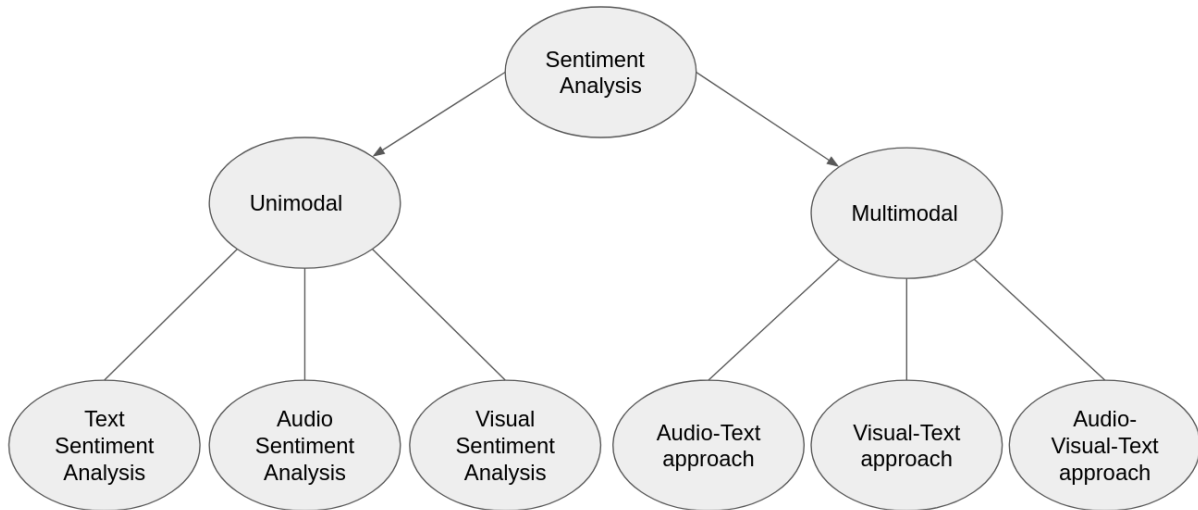 Sentiment
Analysis
Unimodal
Multimodal
Text
Sentiment
Analysis
Audio
Sentiment
Analysis
Visual
Sentiment
Analysis
Audio-Text
approach
Visual-Text
approach
Audio-
Visual-Text
approach